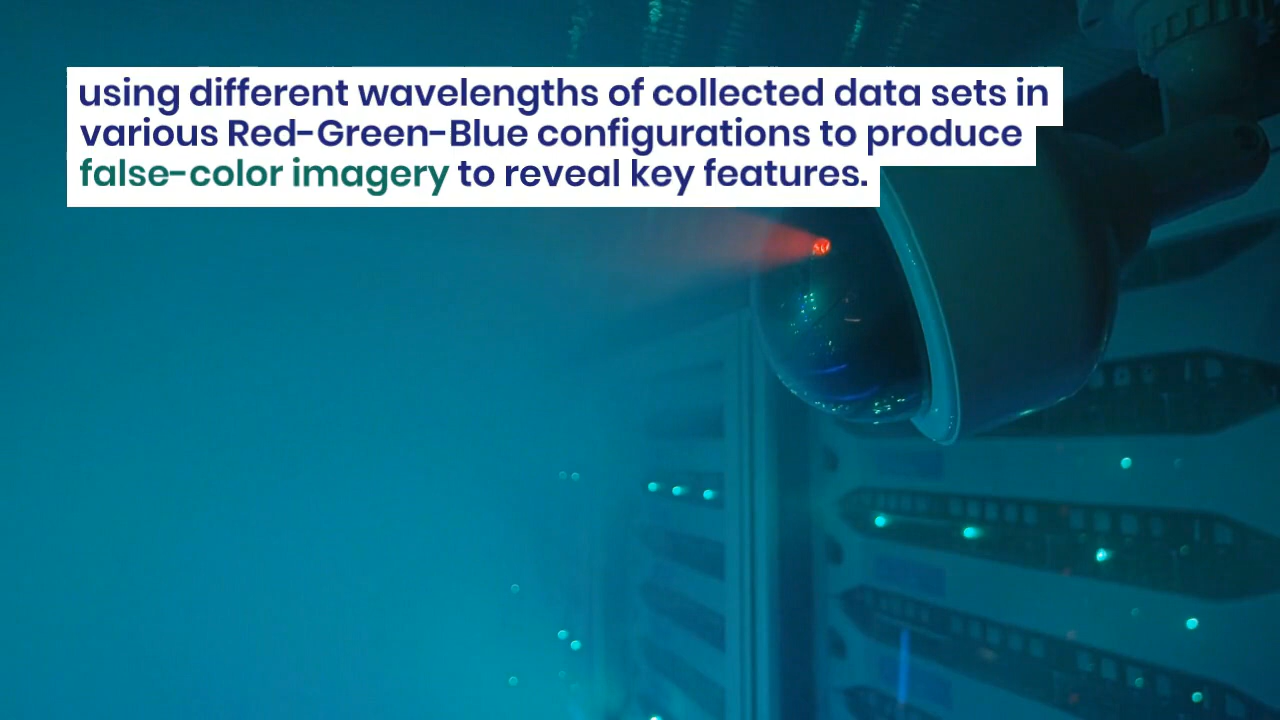 using different wavelengths of collected data sets in
various Red-Green-Blue configurations to produce
false-color imagery to reveal key features.